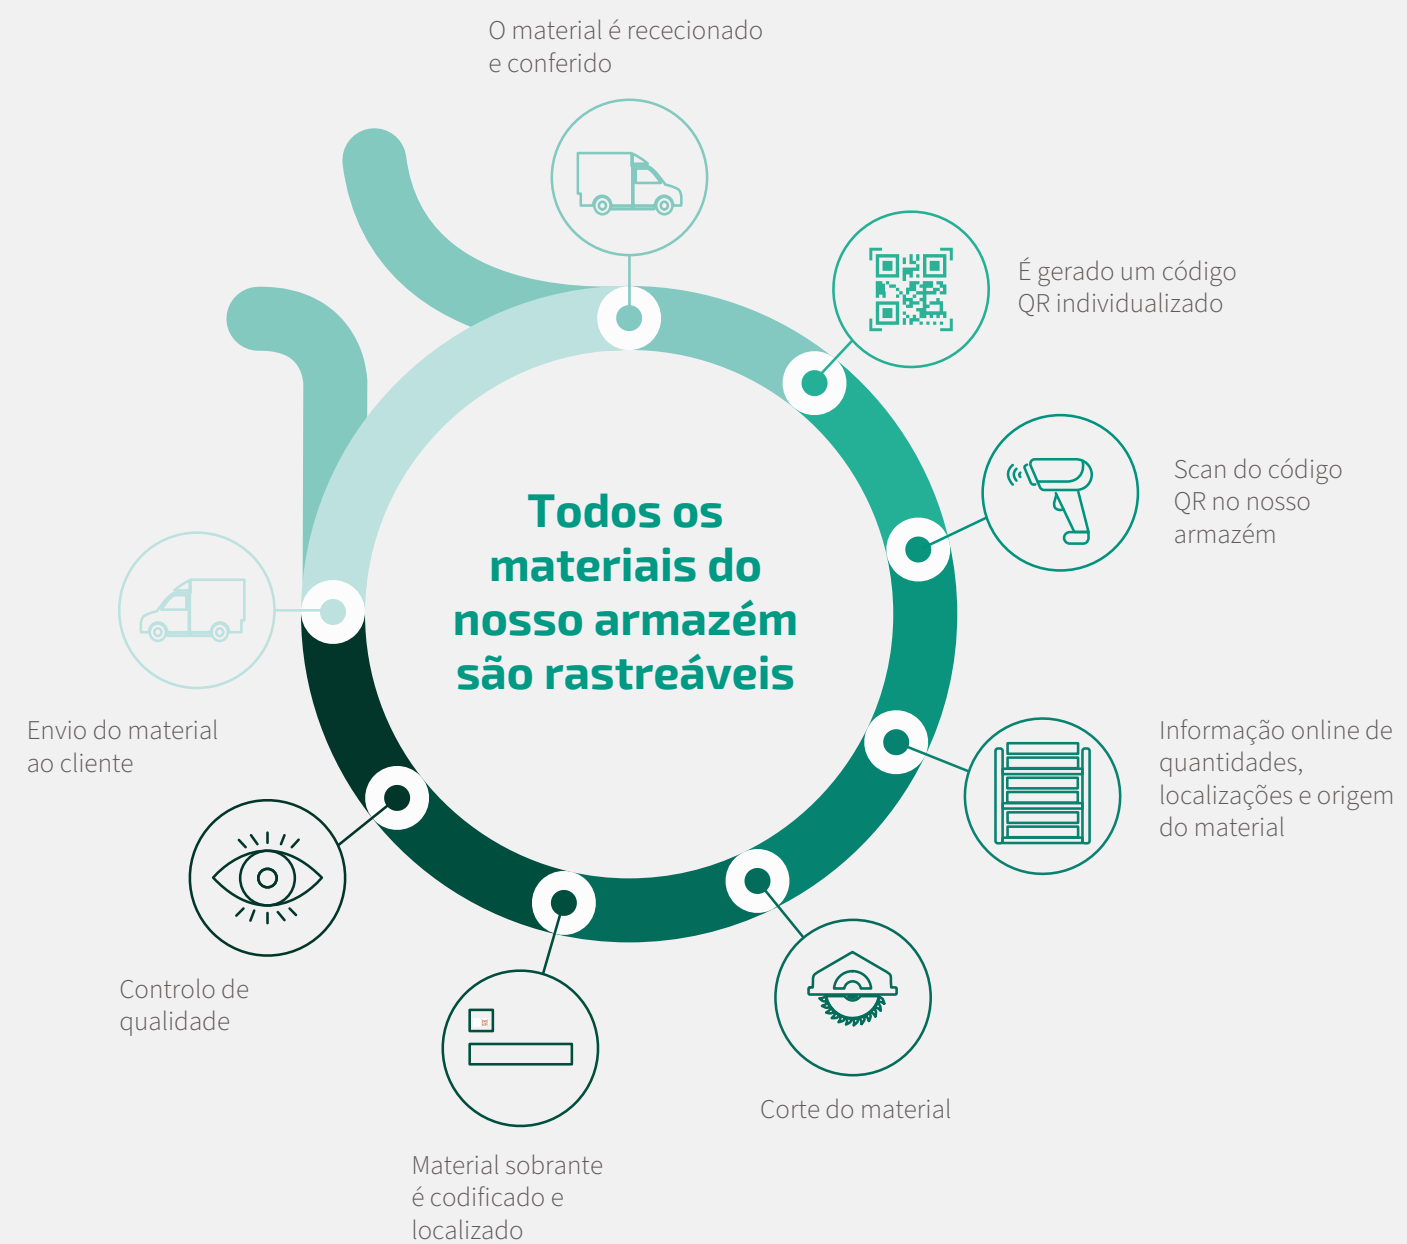 O material é rececionado
e conferido
É gerado um código
QR individualizado
Scan do código
QR no nosso
armazém
Informação online de
quantidades,
localizações e origem
do material
Corte do material
Material sobrante
é codificado e
localizado
Controlo de
qualidade
Envio do material
ao cliente
Todos os
materiais do
nosso armazém
são rastreáveis